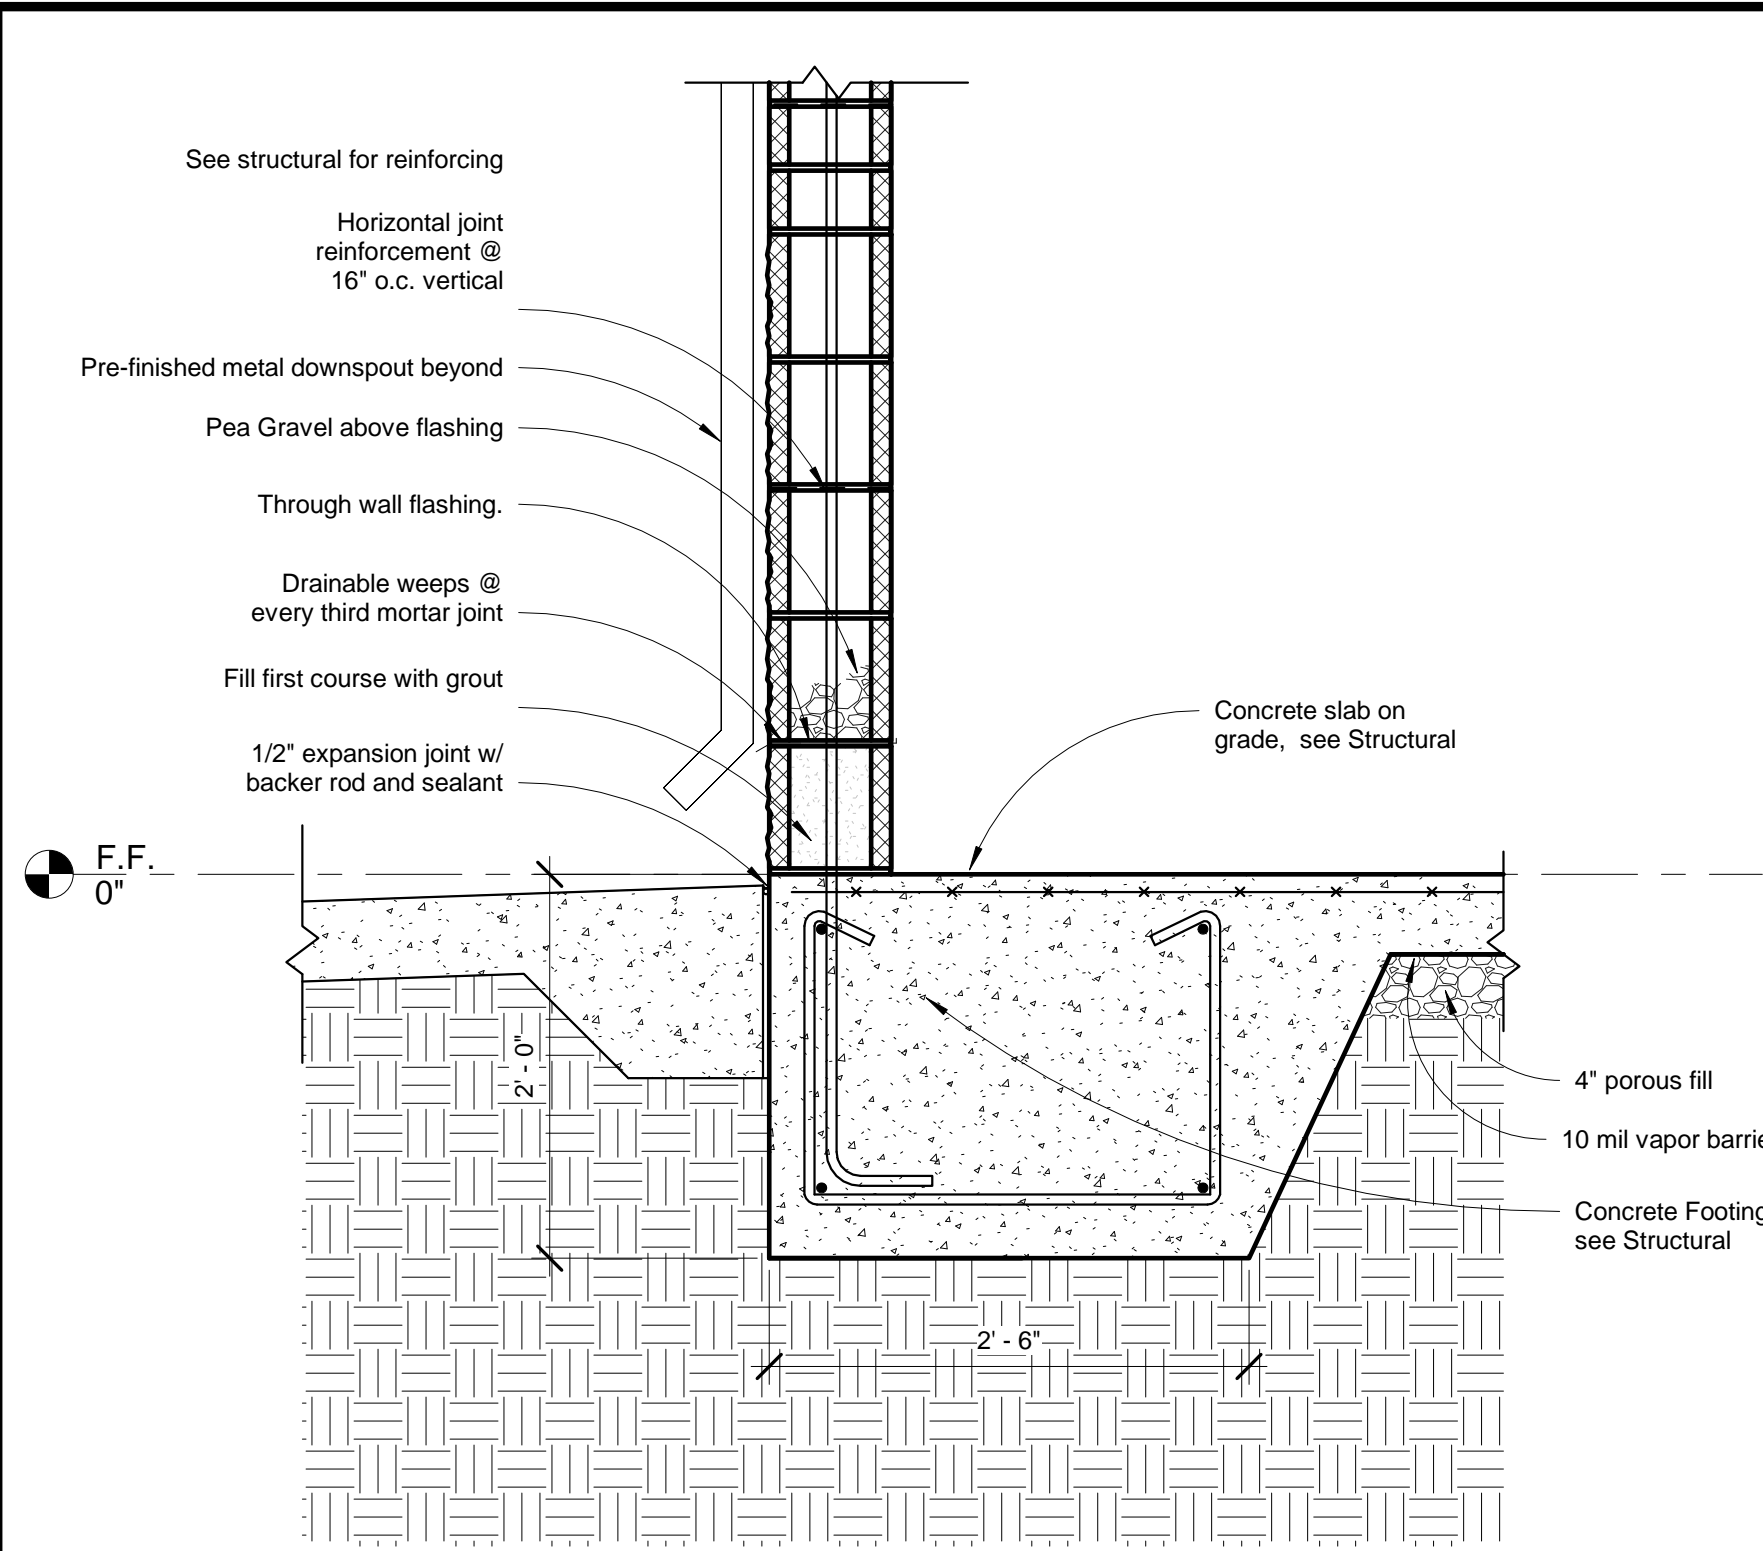 See structural for reinforcing
Horizontal joint
reinforcement @
16" o.c. vertical
Pre-finished metal downspout beyond
Pea Gravel above flashing
Through wall flashing.
Drainable weeps @
every third mortar joint
Fill first course with grout
1/2" expansion joint w/
backer rod and sealant
F.F.
0"
2' - 0"
2' - 6"
Concrete slab on
grade, see Structural
4" porous fill
10 mil vapor barrie
Concrete Footing
see Structural